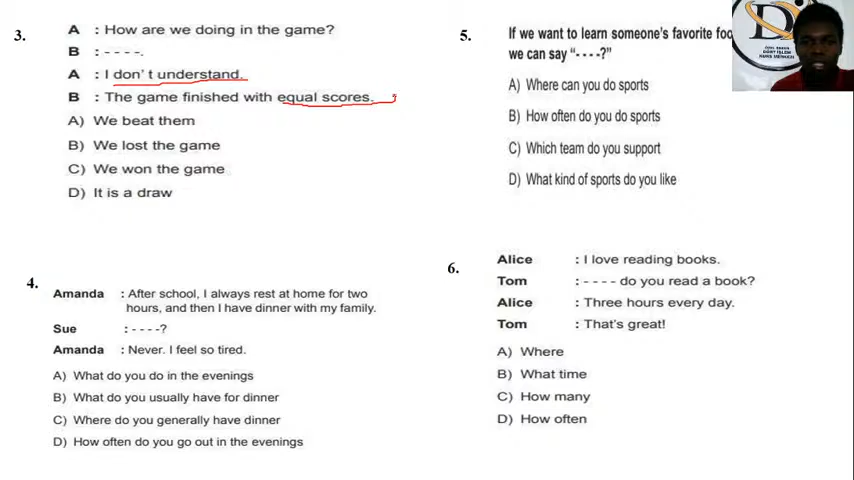 3.
A : How are we doing in the game?
B : - - - -.
A : I don' t understand.
B : The game finished with equal scores.
A) We beat them
B) We lost the game
C) We won the game
D) It is a draw
4.
Amanda : After school, I always rest at home for two
hours, and then I have dinner with my family.
Sue : - - - -?
Amanda : Never. I feel so tired.
A) What do you do in the evenings
B) What do you usually have for dinner
C) Where do you generally have dinner
D) How often do you go out in the evenings
5.
If we want to learn someone's favorite foo
we can say "- - - -?"
A) Where can you do sports
B) How often do you do sports
C) Which team do you support
D) What kind of sports do you like
6.
Alice : I love reading books.
Tom : - - - - do you read a book?
Alice : Three hours every day.
Tom : That's great!
A) Where
B) What time
C) How many
D) How often